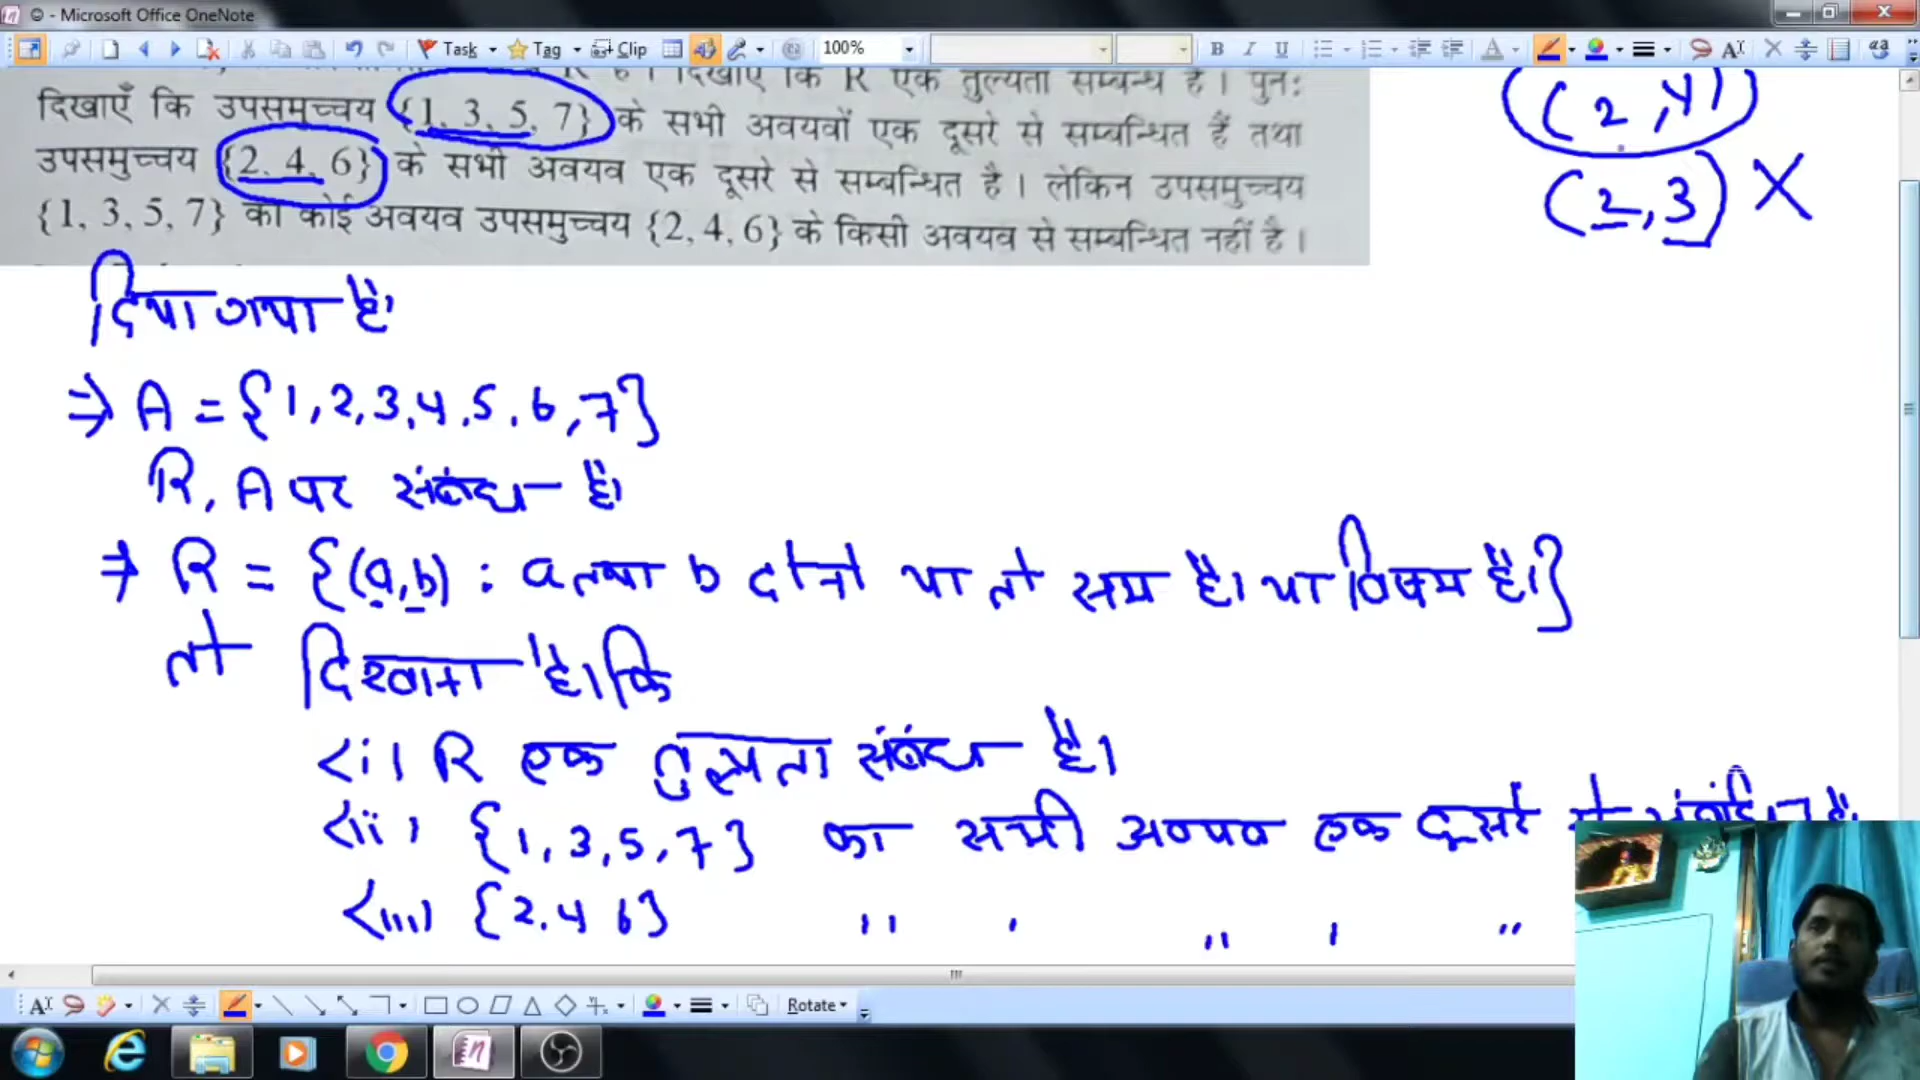 © - Microsoft Office OneNote
Task Tag Clip 100% B I U
R है । दिखाएँ कि R एक तुल्यता सम्बन्ध है । पुनः
दिखाएँ कि उपसमुच्चय {1, 3, 5, 7} के सभी अवयवों एक दूसरे से सम्बन्धित हैं तथा
उपसमुच्चय {2, 4, 6} के सभी अवयव एक दूसरे से सम्बन्धित है । लेकिन उपसमुच्चय
{1, 3, 5, 7} का कोई अवयव उपसमुच्चय {2, 4, 6} के किसी अवयव से सम्बन्धित नहीं है ।
(2, 4)
(2, 3) X
दिया गया है।
⇒ A = {1, 2, 3, 4, 5, 6, 7}
R, A पर संबंध है।
⇒ R = {(a, b) : a तथा b दोनो या तो सम है। या विषम है।}
तो दिखाना है। कि
<i> R एक तुल्यता संबंध है।
<ii> {1, 3, 5, 7} का सभी अवयव एक दूसरे से
<iii> {2. 4 6} ,, , ,, , ,,
Rotate